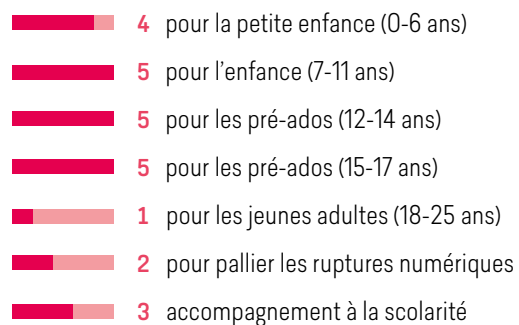 4 pour la petite enfance (0-6 ans)
5 pour l’enfance (7-11 ans)
5 pour les pré-ados (12-14 ans)
5 pour les pré-ados (15-17 ans)
1 pour les jeunes adultes (18-25 ans)
2 pour pallier les ruptures numériques
3 accompagnement à la scolarité